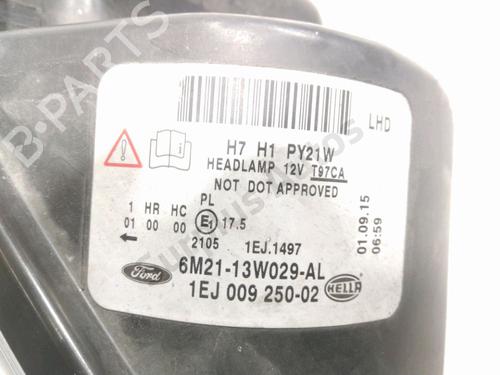 B-PARTS
LHD
H7 H1 PY21W
HEADLAMP 12V T97CA
NOT DOT APPROVED
1 HR HC PL
01 00 00 E1 17.5
2105 1EJ.1497
01.09.15
06:59
Ford
6M21-13W029-AL
1EJ 009 250-02
HELLA